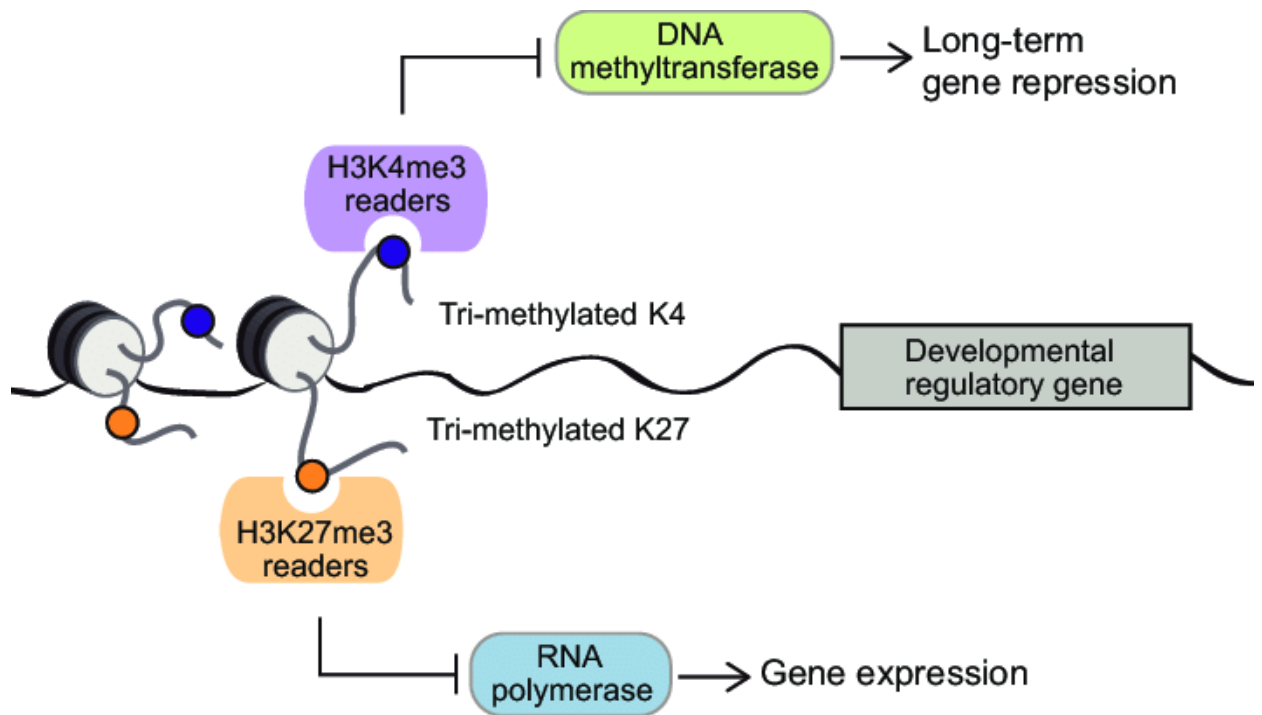 DNA
methyltransferase
Long-term
gene repression
H3K4me3
readers
Tri-methylated K4
Developmental
regulatory gene
Tri-methylated K27
H3K27me3
readers
RNA
polymerase
Gene expression